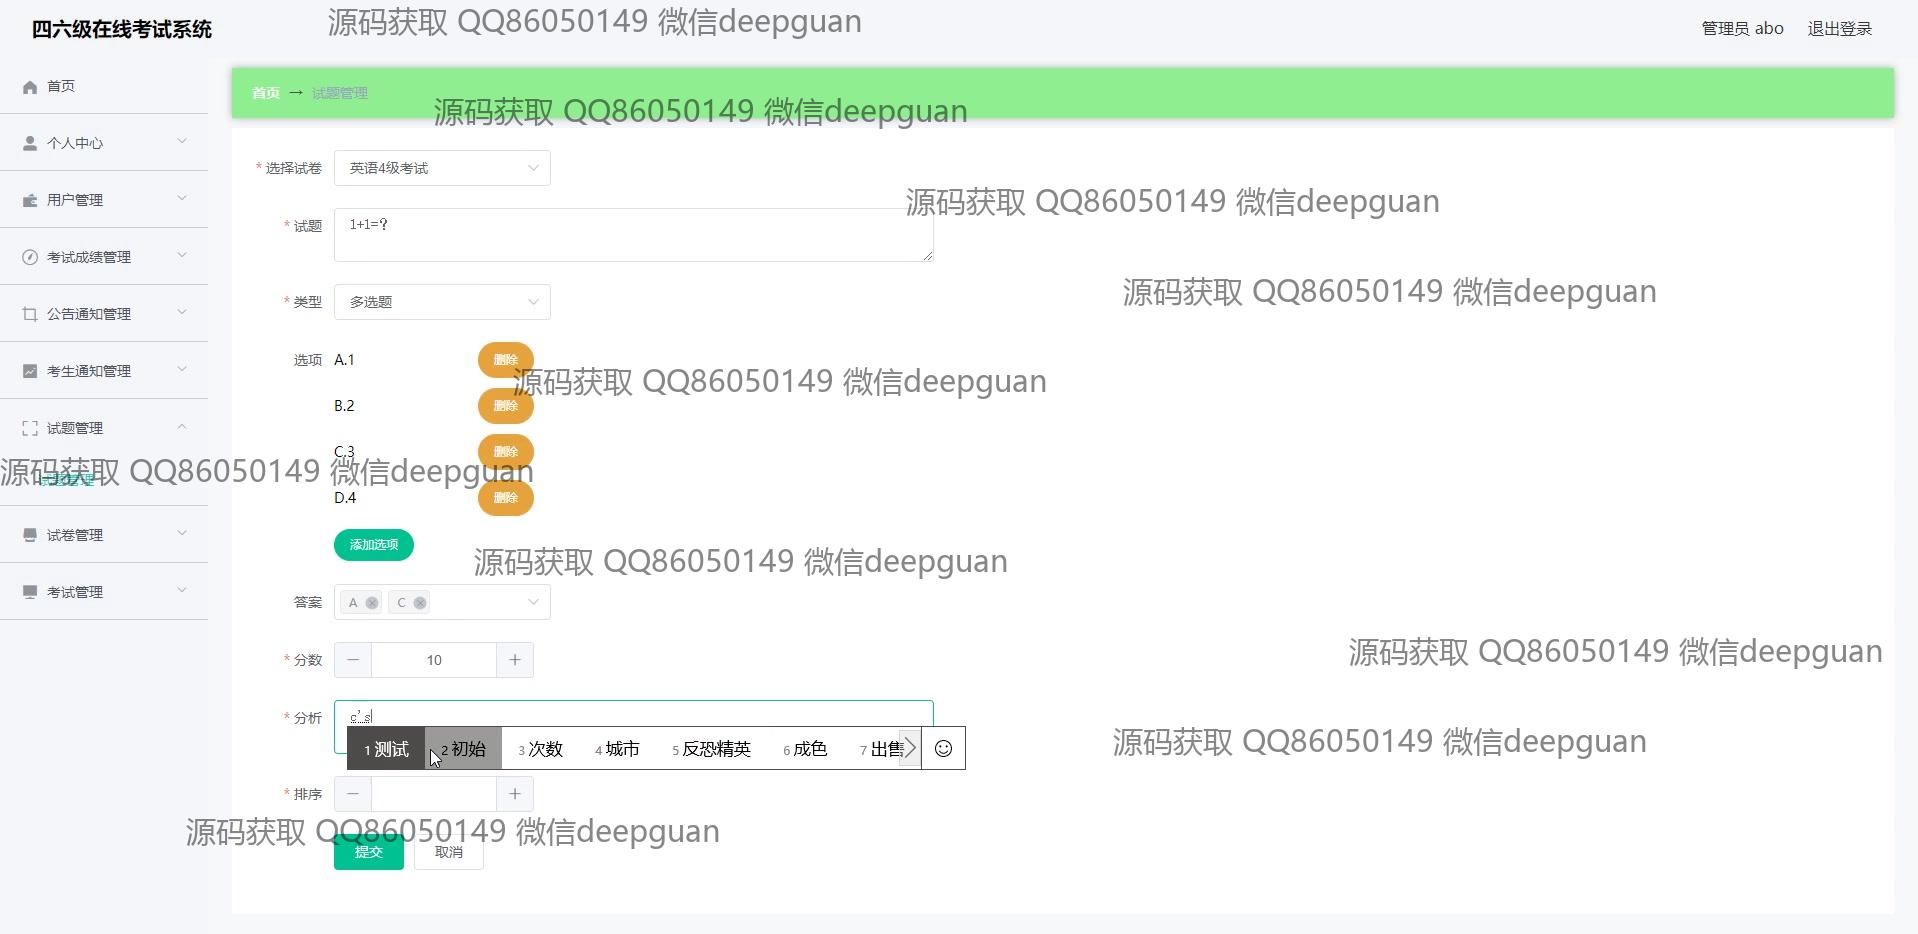 四六级在线考试系统
源码获取 QQ86050149 微信deepguan
管理员 abo
退出登录
首页
个人中心
用户管理
考试成绩管理
公告通知管理
考生通知管理
试题管理
试题管理
试卷管理
考试管理
首页 → 试题管理
源码获取 QQ86050149 微信deepguan
* 选择试卷 英语4级考试
源码获取 QQ86050149 微信deepguan
* 试题 1+1=?
源码获取 QQ86050149 微信deepguan
* 类型 多选题
选项 A.1 删除
源码获取 QQ86050149 微信deepguan
B.2 删除
C.3 删除
源码获取 QQ86050149 微信deepguan
D.4 删除
添加选项
源码获取 QQ86050149 微信deepguan
答案 A C
* 分数 10
源码获取 QQ86050149 微信deepguan
* 分析 c's
1 测试 2 初始 3 次数 4 城市 5 反恐精英 6 成色 7 出售
源码获取 QQ86050149 微信deepguan
* 排序
源码获取 QQ86050149 微信deepguan
提交 取消